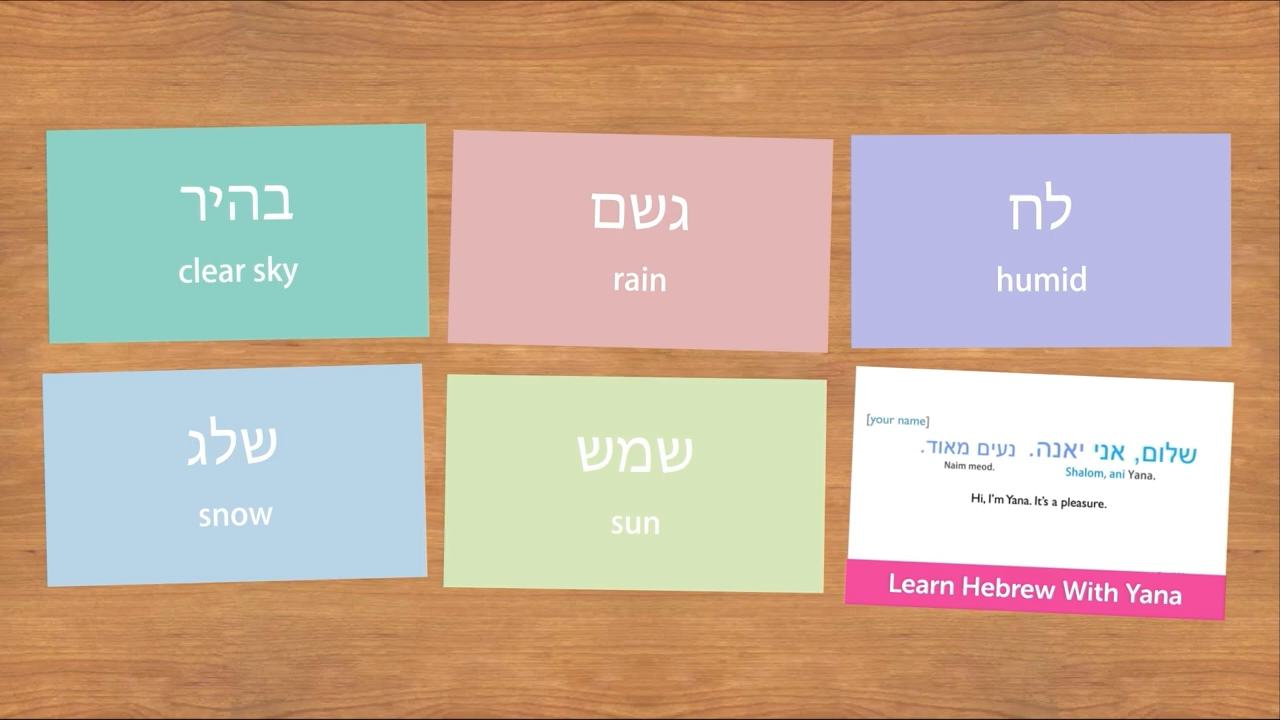 בהיר
clear sky
גשם
rain
לח
humid
שלג
snow
שמש
sun
[your name]
שלום, אני יאנה. נעים מאוד.
Shalom, ani Yana. Naim meod.
Hi, I'm Yana. It's a pleasure.
Learn Hebrew With Yana